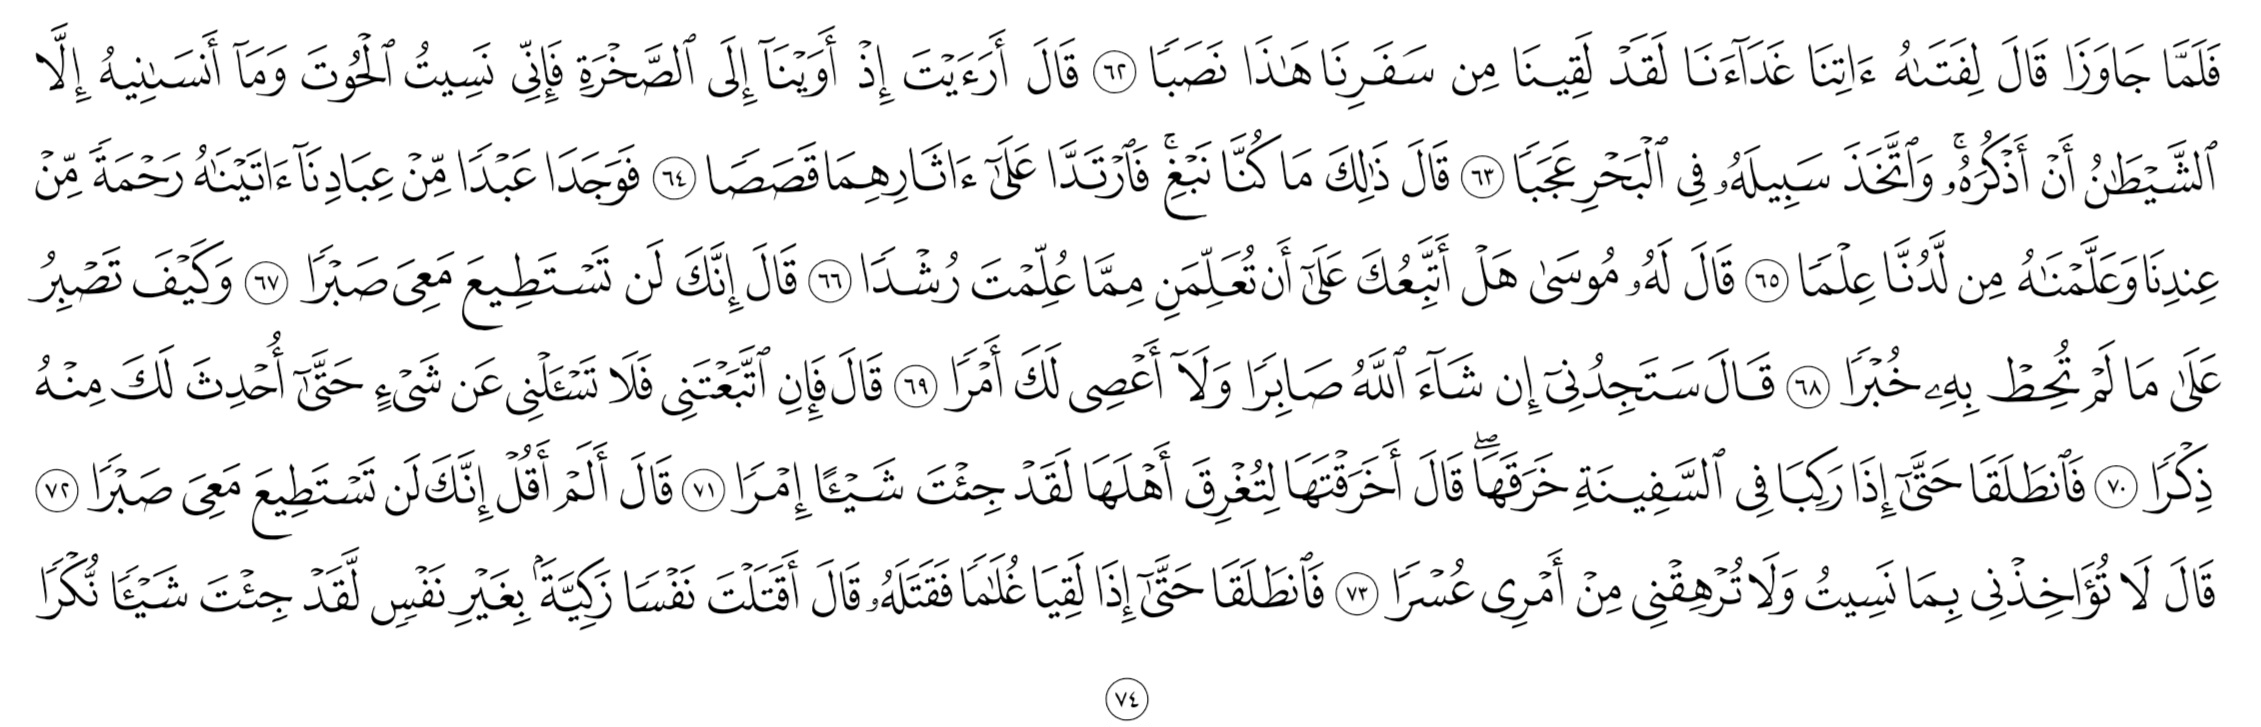 فَلَمَّا جَاوَزَا قَالَ لِفَتَىٰهُ ءَاتِنَا غَدَآءَنَا لَقَدۡ لَقِينَا مِن سَفَرِنَا هَٰذَا نَصَبٗا ٦٢ قَالَ أَرَءَيۡتَ إِذۡ أَوَيۡنَآ إِلَى ٱلصَّخۡرَةِ فَإِنِّي نَسِيتُ ٱلۡحُوتَ وَمَآ أَنسَىٰنِيهُ إِلَّا
ٱلشَّيۡطَٰنُ أَنۡ أَذۡكُرَهُۥۚ وَٱتَّخَذَ سَبِيلَهُۥ فِي ٱلۡبَحۡرِ عَجَبٗا ٦٣ قَالَ ذَٰلِكَ مَا كُنَّا نَبۡغِۚ فَٱرۡتَدَّا عَلَىٰٓ ءَاثَارِهِمَا قَصَصٗا ٦٤ فَوَجَدَا عَبۡدٗا مِّنۡ عِبَادِنَآ ءَاتَيۡنَٰهُ رَحۡمَةٗ مِّنۡ
عِندِنَا وَعَلَّمۡنَٰهُ مِن لَّدُنَّا عِلۡمٗا ٦٥ قَالَ لَهُۥ مُوسَىٰ هَلۡ أَتَّبِعُكَ عَلَىٰٓ أَن تُعَلِّمَنِ مِمَّا عُلِّمۡتَ رُشۡدٗا ٦٦ قَالَ إِنَّكَ لَن تَسۡتَطِيعَ مَعِيَ صَبۡرٗا ٦٧ وَكَيۡفَ تَصۡبِرُ
عَلَىٰ مَا لَمۡ تُحِطۡ بِهِۦ خُبۡرٗا ٦٨ قَالَ سَتَجِدُنِيٓ إِن شَآءَ ٱللَّهُ صَابِرٗا وَلَآ أَعۡصِي لَكَ أَمۡرٗا ٦٩ قَالَ فَإِنِ ٱتَّبَعۡتَنِي فَلَا تَسۡـَٔلۡنِي عَن شَيۡءٍ حَتَّىٰٓ أُحۡدِثَ لَكَ مِنۡهُ
ذِكۡرٗا ٧٠ فَٱنطَلَقَا حَتَّىٰٓ إِذَا رَكِبَا فِي ٱلسَّفِينَةِ خَرَقَهَاۖ قَالَ أَخَرَقۡتَهَا لِتُغۡرِقَ أَهۡلَهَا لَقَدۡ جِئۡتَ شَيۡـًٔا إِمۡرٗا ٧١ قَالَ أَلَمۡ أَقُلۡ إِنَّكَ لَن تَسۡتَطِيعَ مَعِيَ صَبۡرٗا ٧٢
قَالَ لَا تُؤَاخِذۡنِي بِمَا نَسِيتُ وَلَا تُرۡهِقۡنِي مِنۡ أَمۡرِي عُسۡرٗا ٧٣ فَٱنطَلَقَا حَتَّىٰٓ إِذَا لَقِيَا غُلَٰمٗا فَقَتَلَهُۥ قَالَ أَقَتَلۡتَ نَفۡسٗا زَكِيَّةَۢ بِغَيۡرِ نَفۡسٖ لَّقَدۡ جِئۡتَ شَيۡـٔٗا نُّكۡرٗا
٧٤